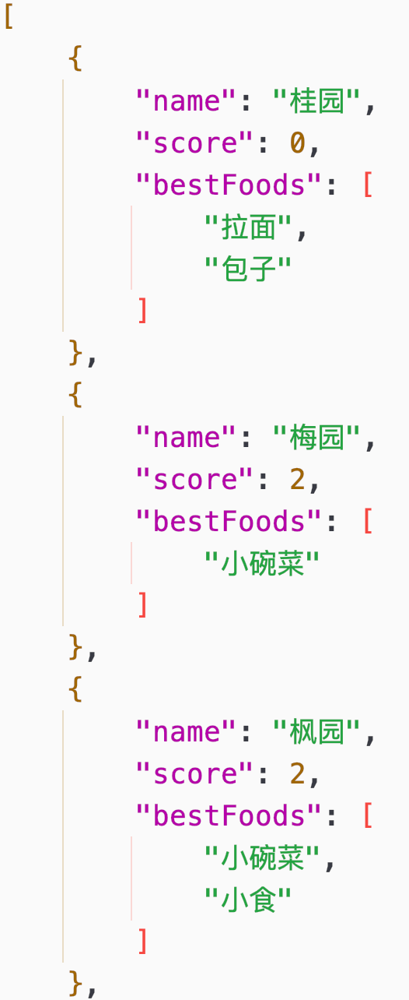 [
    {
        "name": "桂园",
        "score": 0,
        "bestFoods": [
            "拉面",
            "包子"
        ]
    },
    {
        "name": "梅园",
        "score": 2,
        "bestFoods": [
            "小碗菜"
        ]
    },
    {
        "name": "枫园",
        "score": 2,
        "bestFoods": [
            "小碗菜",
            "小食"
        ]
    },